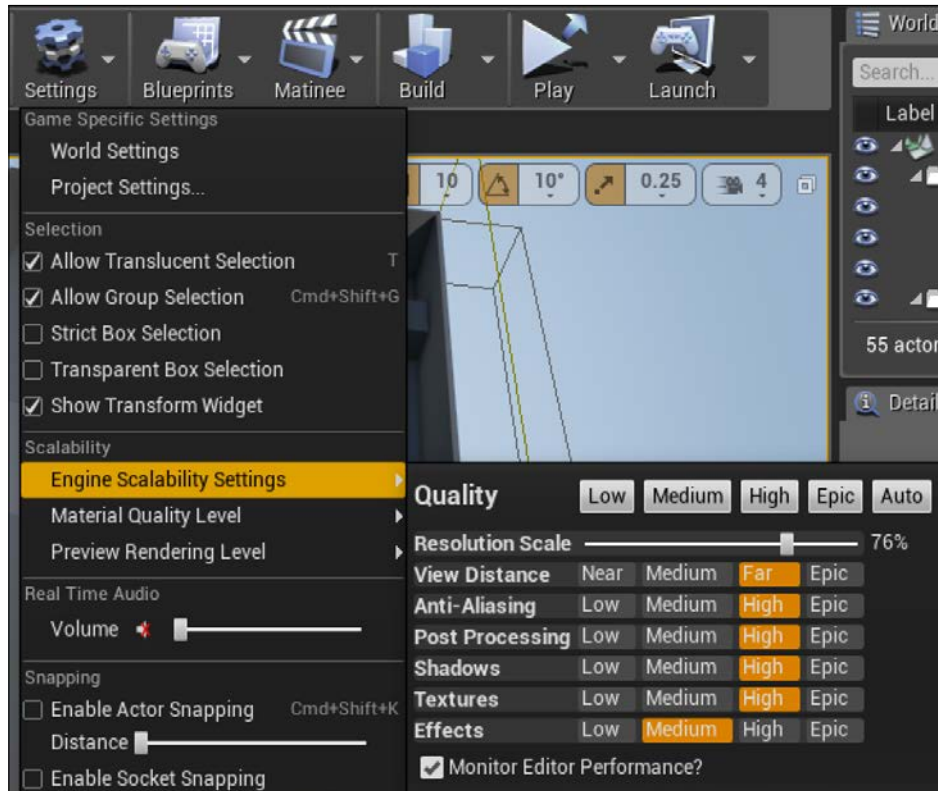 Settings Blueprints Matinee Build Play Launch
World
Search...
Label
Game Specific Settings
World Settings
Project Settings...
10 10° 0.25 4
Selection
Allow Translucent Selection T
Allow Group Selection Cmd+Shift+G
Strict Box Selection
Transparent Box Selection
Show Transform Widget
55 actor
Detail
Scalability
Engine Scalability Settings
Material Quality Level
Preview Rendering Level
Quality Low Medium High Epic Auto
Resolution Scale 76%
View Distance Near Medium Far Epic
Anti-Aliasing Low Medium High Epic
Post Processing Low Medium High Epic
Shadows Low Medium High Epic
Textures Low Medium High Epic
Effects Low Medium High Epic
Monitor Editor Performance?
Real Time Audio
Volume
Snapping
Enable Actor Snapping Cmd+Shift+K
Distance
Enable Socket Snapping